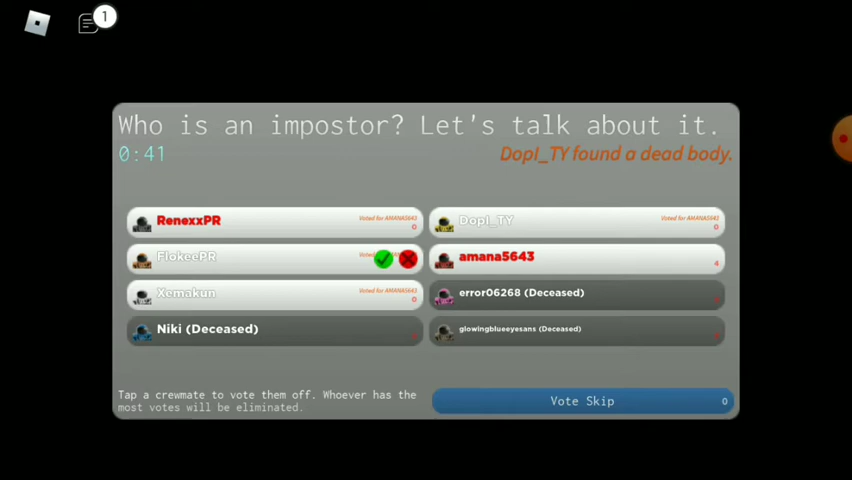 1
Who is an impostor? Let's talk about it.
0:41
DopI_TY found a dead body.
RenexxPR
Voted for AMANA5643
0
DopI_TY
Voted for AMANA5643
0
FlokeePR
amana5643
4
Xemakun
Voted for AMANA5643
0
error06268 (Deceased)
Niki (Deceased)
glowingblueeyesans (Deceased)
Tap a crewmate to vote them off. Whoever has the
most votes will be eliminated.
Vote Skip
0